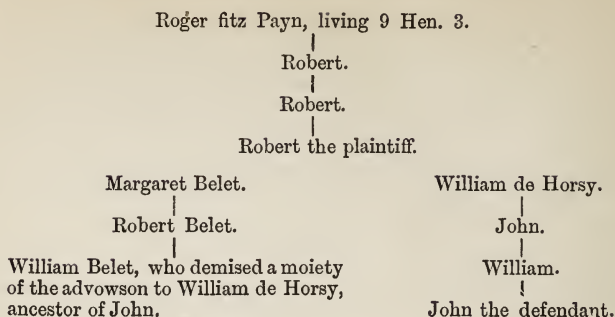 Roger fitz Payn, living 9 Hen. 3.
Robert.
Robert.
Robert the plaintiff.
Margaret Belet.
Robert Belet.
William Belet, who demised a moiety
of the advowson to William de Horsy,
ancestor of John.
William de Horsy.
John.
William.
John the defendant.